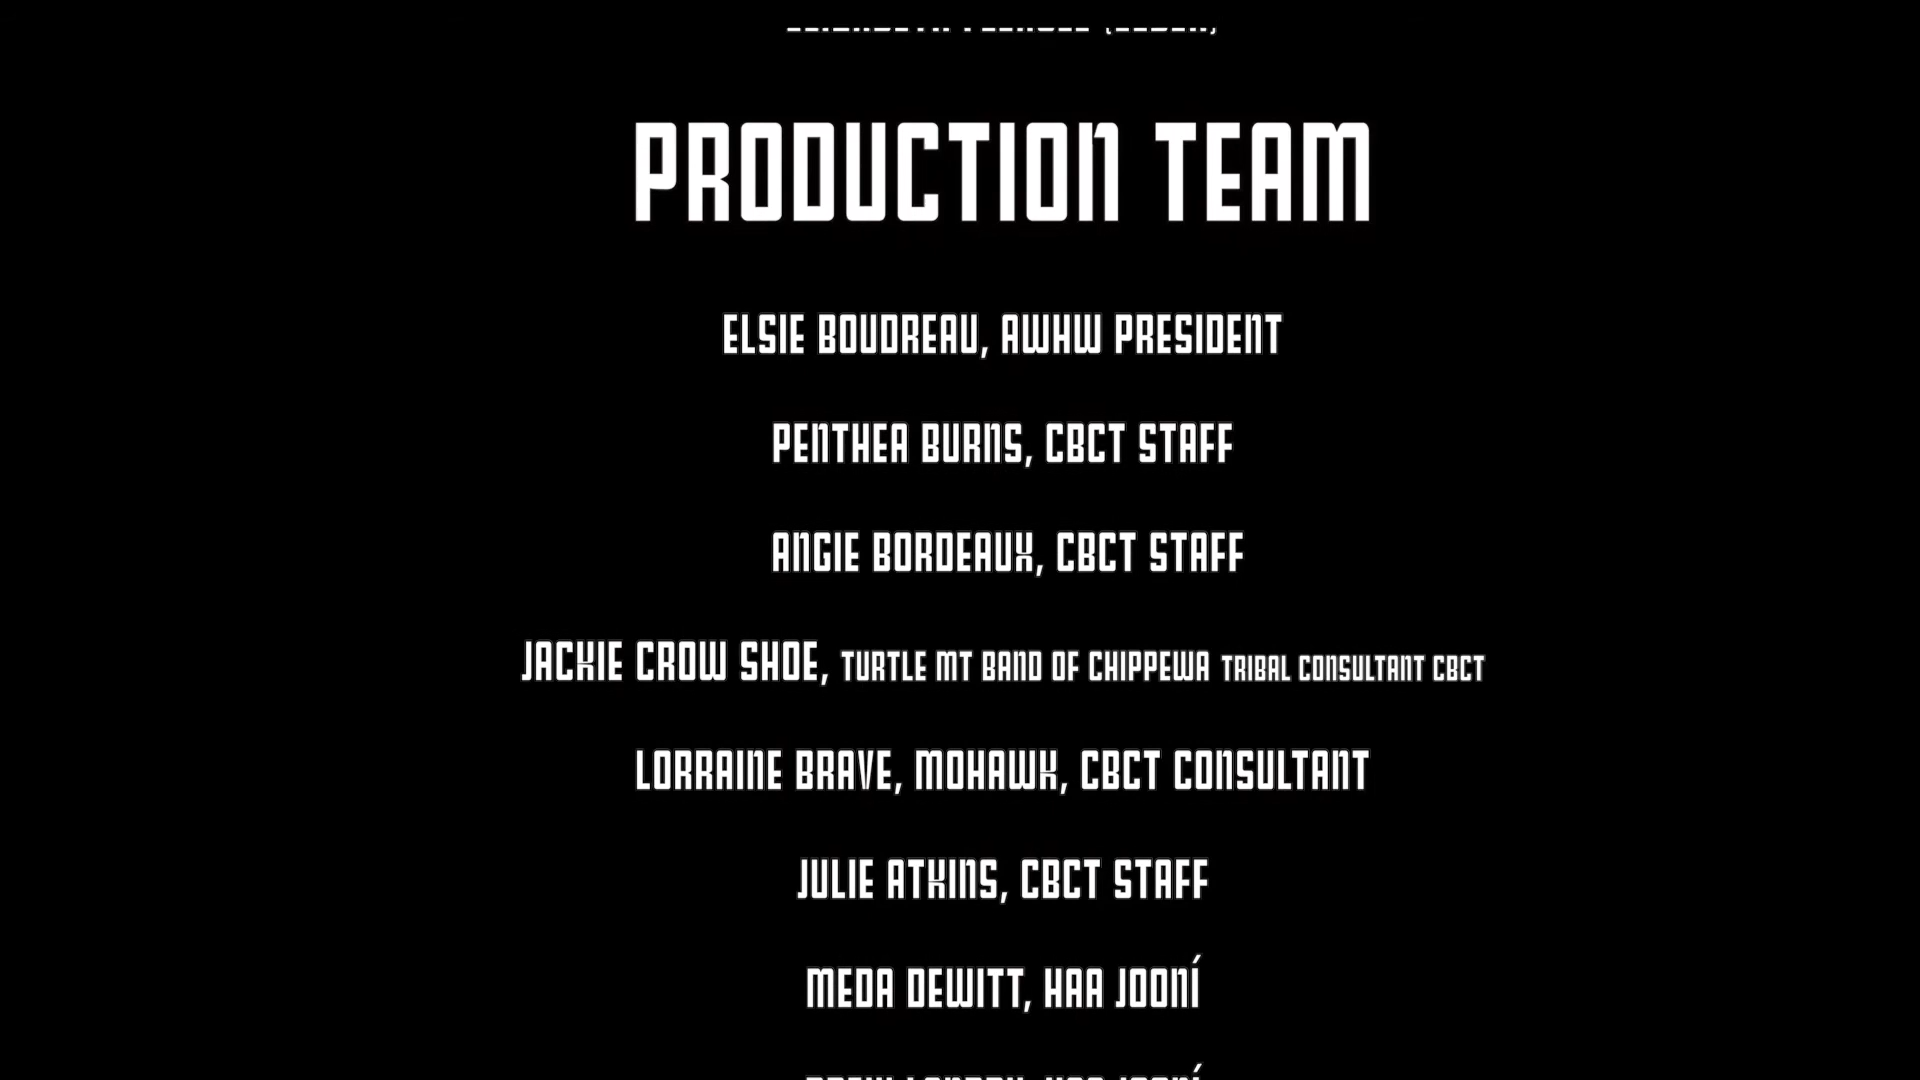 PRODUCTION TEAM
ELSIE BOUDREAU, AWHW PRESIDENT
PENTHEA BURNS, CBCT STAFF
ANGIE BORDEAUX, CBCT STAFF
JACKIE CROW SHOE, TURTLE MT BAND OF CHIPPEWA TRIBAL CONSULTANT CBCT
LORRAINE BRAVE, MOHAWK, CBCT CONSULTANT
JULIE ATKINS, CBCT STAFF
MEDA DEWITT, HAA JOONÍ